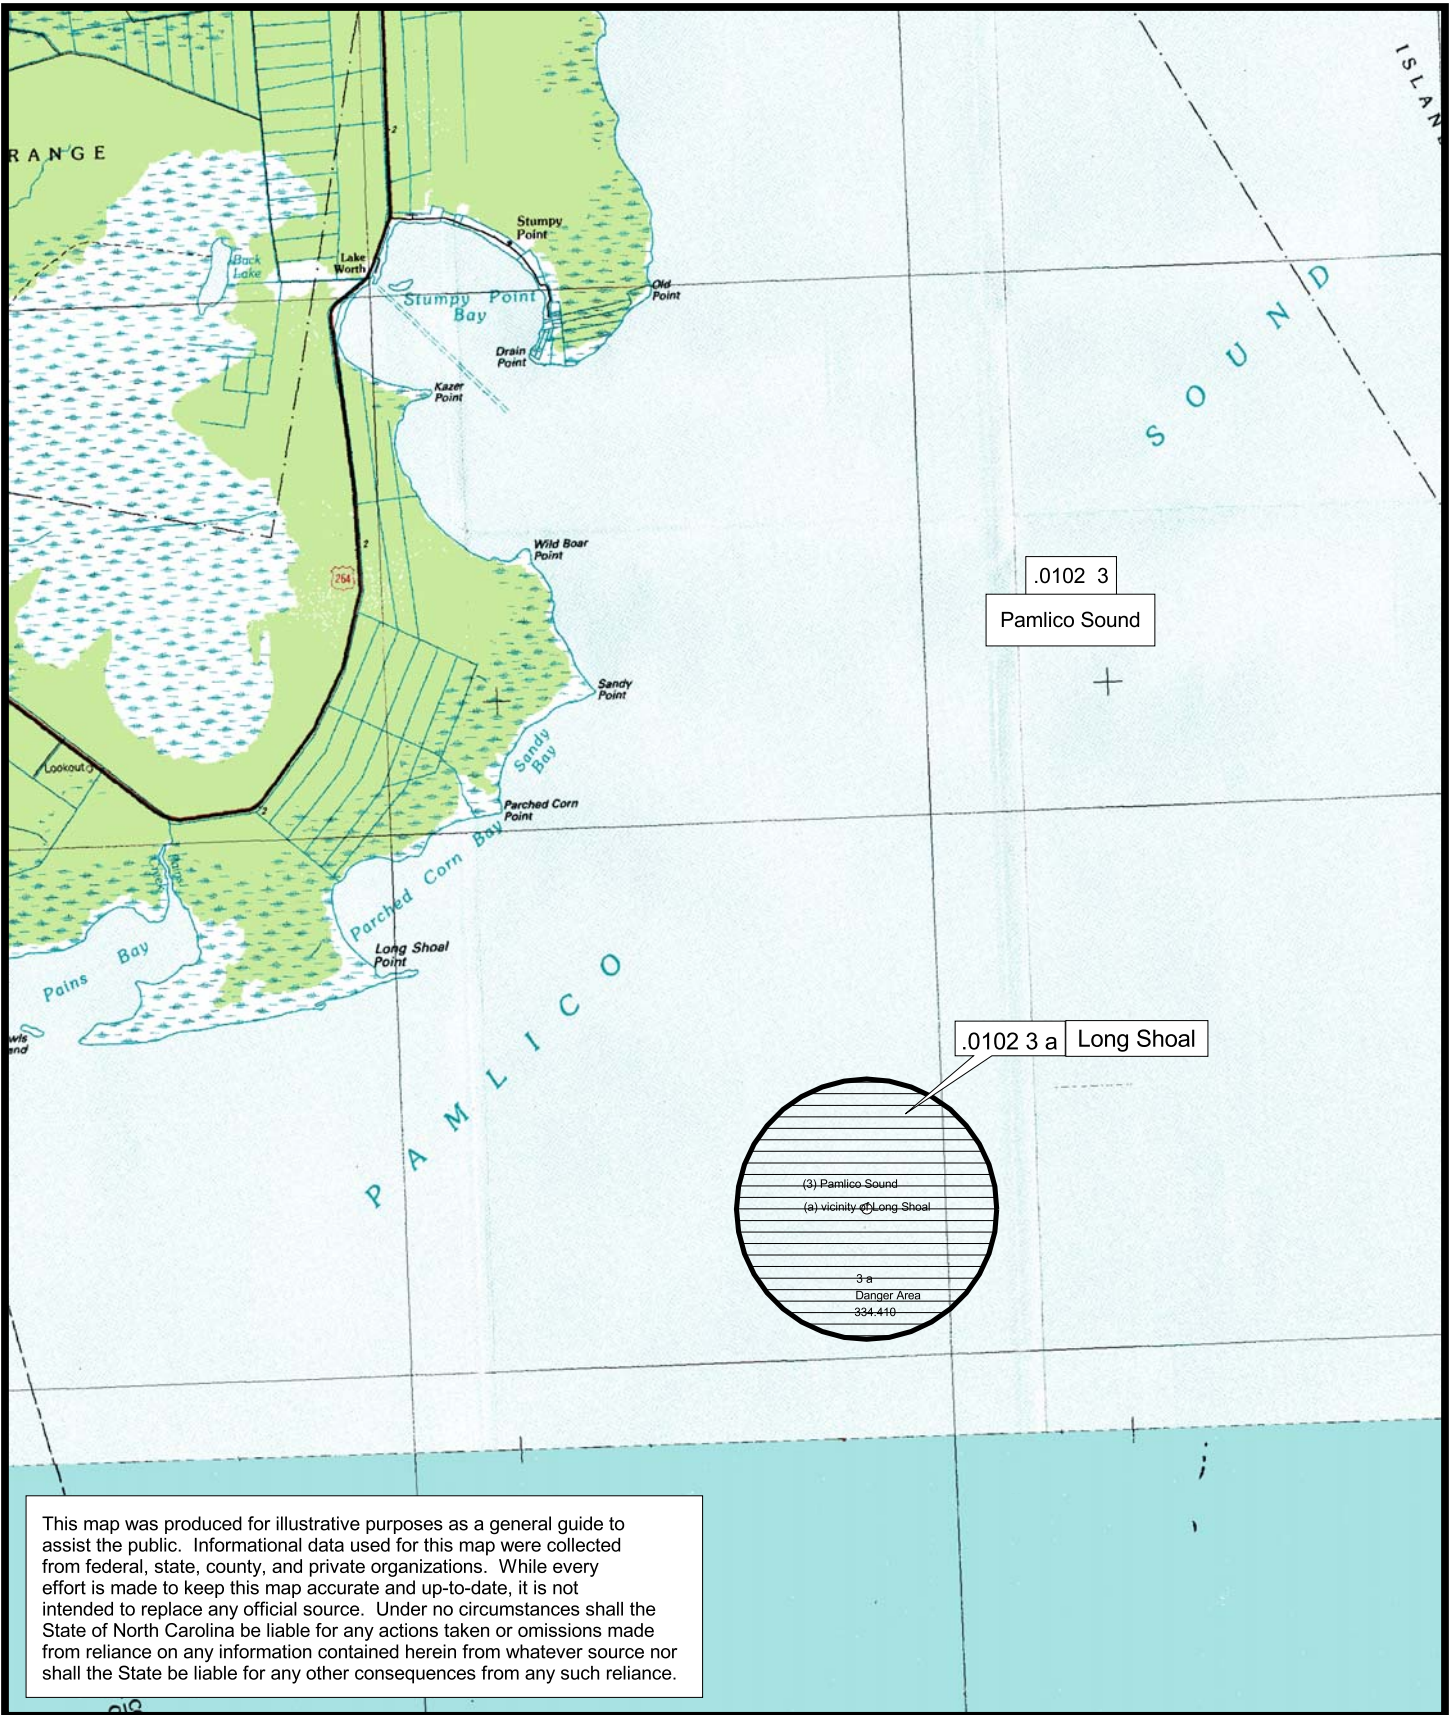 ISLAN
RANGE
2
Stumpy
Point
Lake
Worth
Back
Lake
Old
Point
Stumpy Point
Bay
SOUND
Drain
Point
Kazer
Point
2
Wild Boar
Point
264
.0102 3
Pamlico Sound
Sandy
Point
Sandy
Bay
Lookout
2
Parched Corn
Point
Parched Corn Bay
Pains
Long Shoal
Point
Pains Bay
PAMLICO
.0102 3 a Long Shoal
(3) Pamlico Sound
(a) vicinity of Long Shoal
3 a
Danger Area
334.410
This map was produced for illustrative purposes as a general guide to
assist the public. Informational data used for this map were collected
from federal, state, county, and private organizations. While every
effort is made to keep this map accurate and up-to-date, it is not
intended to replace any official source. Under no circumstances shall the
State of North Carolina be liable for any actions taken or omissions made
from reliance on any information contained herein from whatever source nor
shall the State be liable for any other consequences from any such reliance.